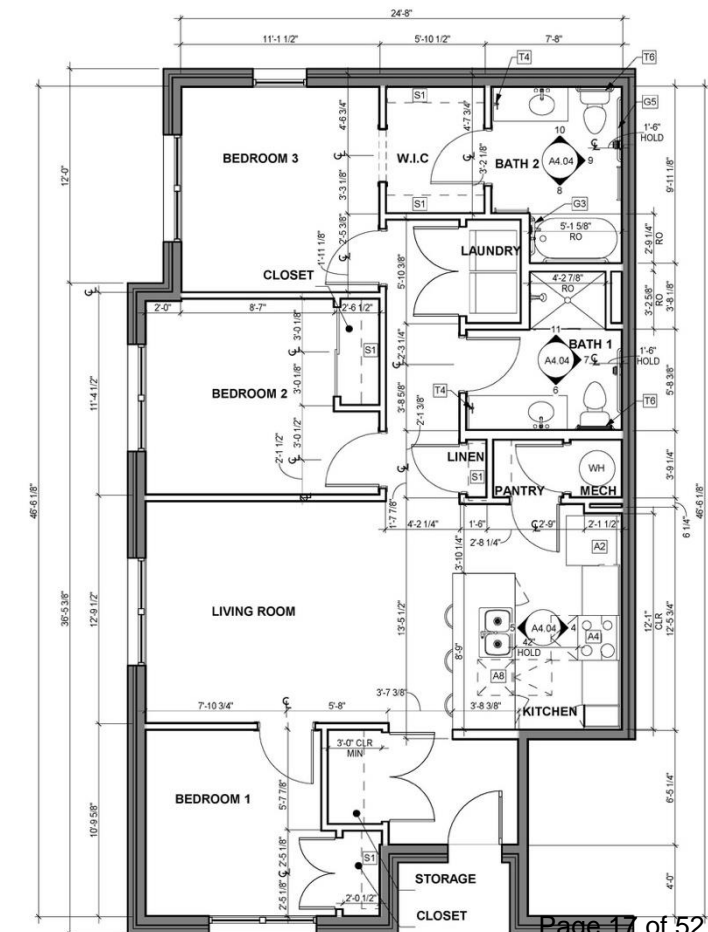 24'-8"
11'-1 1/2"
5'-10 1/2"
7'-8"
T4
T6
S1
G5
4'-6 3/4"
4'-7 3/4"
10
1'-6"
HOLD
BEDROOM 3
W.I.C
BATH 2
A4.04
9
8
3'-2 1/8"
9'-11 1/8"
12'-0"
3'-3 1/8"
S1
G3
2'-5 3/8"
1'-11 1/8"
5'-10 3/8"
LAUNDRY
5'-1 5/8"
RO
2'-9 1/4"
RO
CLOSET
4'-2 7/8"
RO
3'-2 5/8"
RO
3'-8 1/8"
2'-0"
8'-7"
2'-6 1/2"
3'-0 1/8"
S1
2'-3 1/4"
11
BATH 1
A4.04
7
6
1'-6"
HOLD
5'-8 3/8"
11'-4 1/2"
BEDROOM 2
3'-0 1/8"
3'-8 5/8"
T4
T6
2'-1 3/8"
3'-0 1/2"
2'-1 1/2"
LINEN
S1
PANTRY
WH
MECH
3'-9 1/4"
46'-6 1/8"
46'-6 1/8"
1'-7 7/8"
4'-2 1/4"
1'-6"
2'-9"
2'-1 1/2"
2'-8 1/4"
6 1/4"
3'-10 1/4"
A2
36'-5 3/8"
12'-9 1/2"
LIVING ROOM
13'-5 1/2"
5
A4.04
4
A4
42"
HOLD
12'-1"
CLR
12'-5 3/4"
8'-9"
A8
3'-7 3/8"
7'-10 3/4"
5'-8"
3'-8 3/8"
KITCHEN
3'-0" CLR
MIN
BEDROOM 1
5'-7 7/8"
6'-5 1/4"
10'-9 5/8"
2'-5 1/8"
S1
2'-5 1/8"
2'-0 1/2"
STORAGE
4'-0"
CLOSET
Page 17 of 52